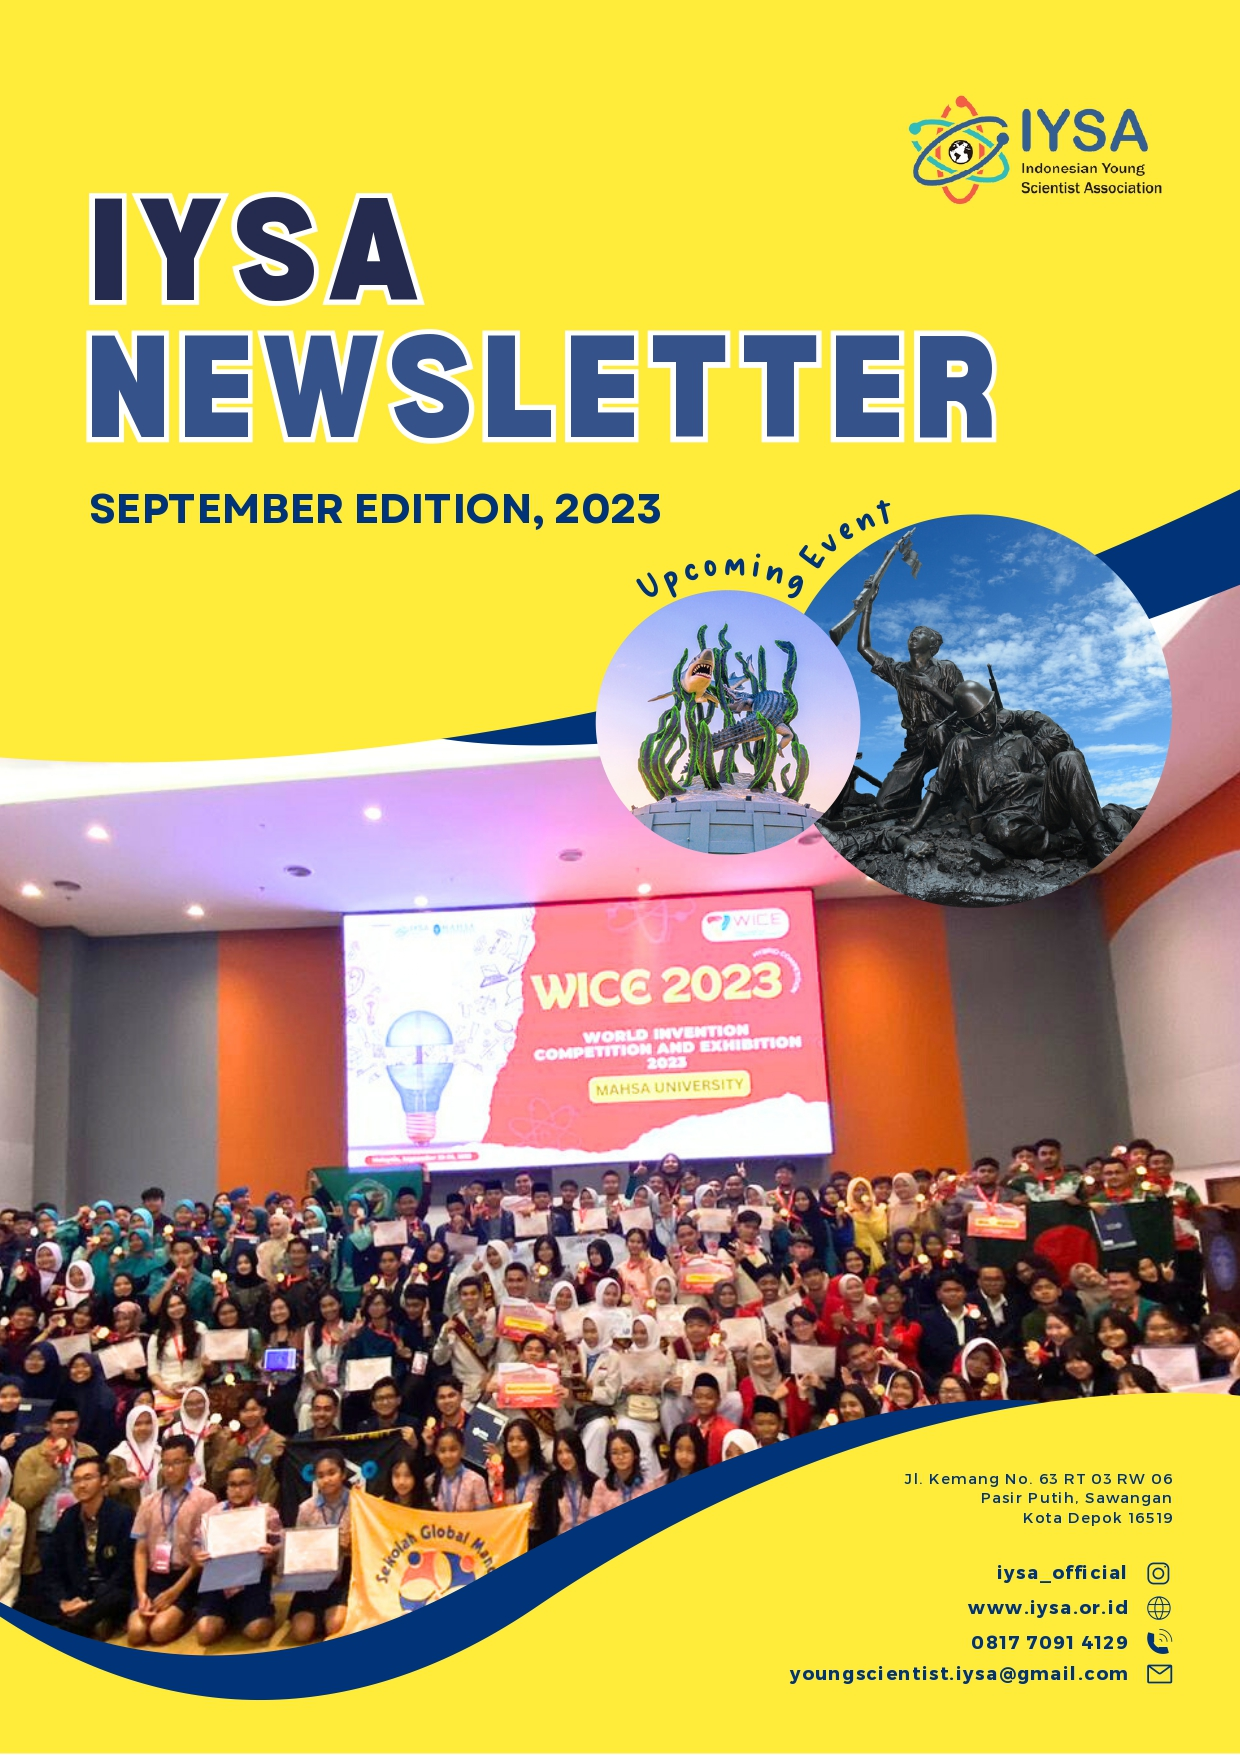 IYSA
Indonesian Young
Scientist Association
IYSA
NEWSLETTER
SEPTEMBER EDITION, 2023
Upcoming Event
WICE
WICE 2023
WORLD INVENTION
COMPETITION AND EXHIBITION
2023
MAHSA UNIVERSITY
Sekolah Global
Jl. Kemang No. 63 RT 03 RW 06
Pasir Putih, Sawangan
Kota Depok 16519
iysa_official
www.iysa.or.id
0817 7091 4129
youngscientist.iysa@gmail.com